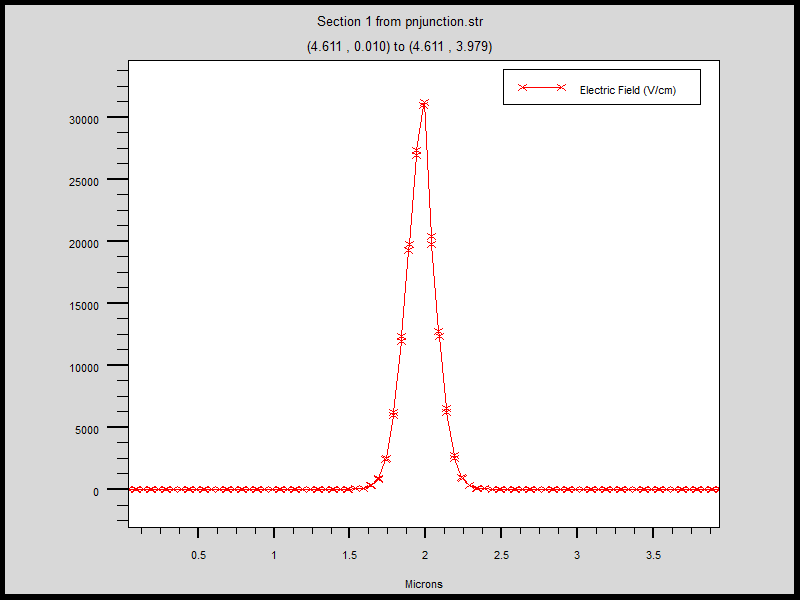 Section 1 from pnjunction.str
(4.611 , 0.010) to (4.611 , 3.979)
Electric Field (V/cm)
30000
25000
20000
15000
10000
5000
0
0.5 1 1.5 2 2.5 3 3.5
Microns